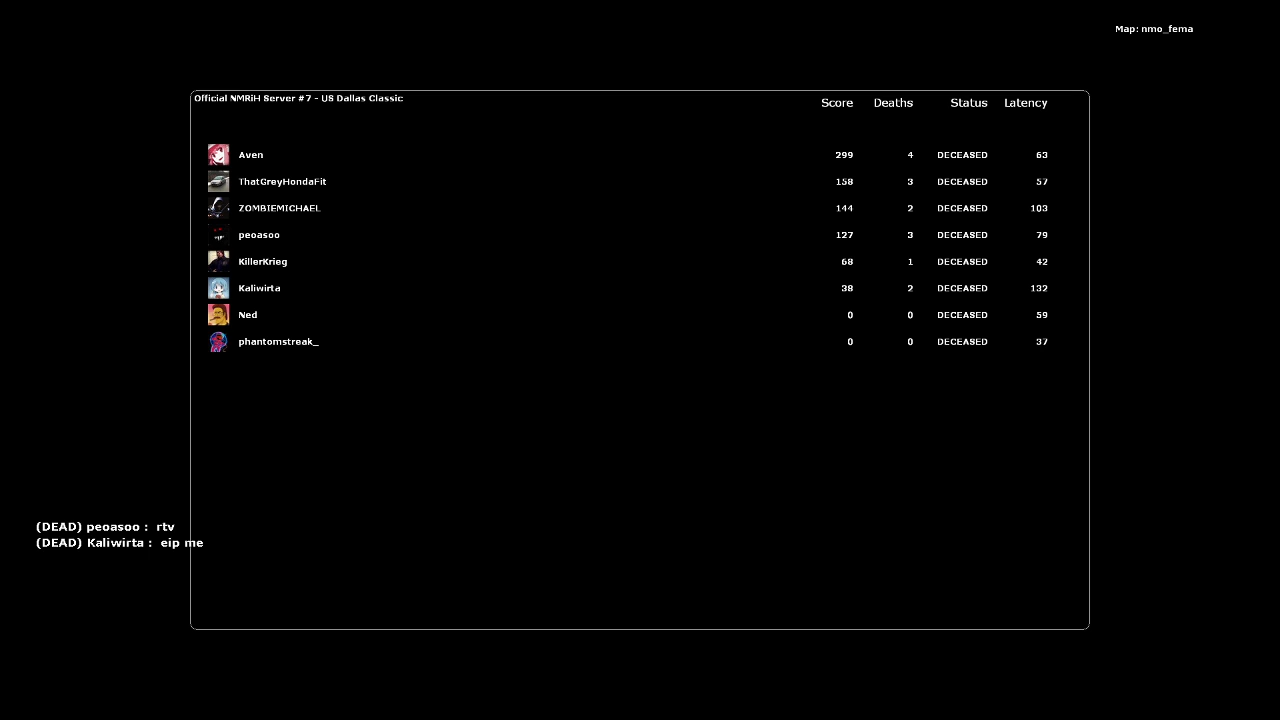 Map: nmo_fema
Official NMRiH Server #7 - US Dallas Classic
Score Deaths Status Latency
Aven 299 4 DECEASED 63
ThatGreyHondaFit 158 3 DECEASED 57
ZOMBIEMICHAEL 144 2 DECEASED 103
peoasoo 127 3 DECEASED 79
KillerKrieg 68 1 DECEASED 42
Kaliwirta 38 2 DECEASED 132
Ned 0 0 DECEASED 59
phantomstreak_ 0 0 DECEASED 37
(DEAD) peoasoo : rtv
(DEAD) Kaliwirta : eip me